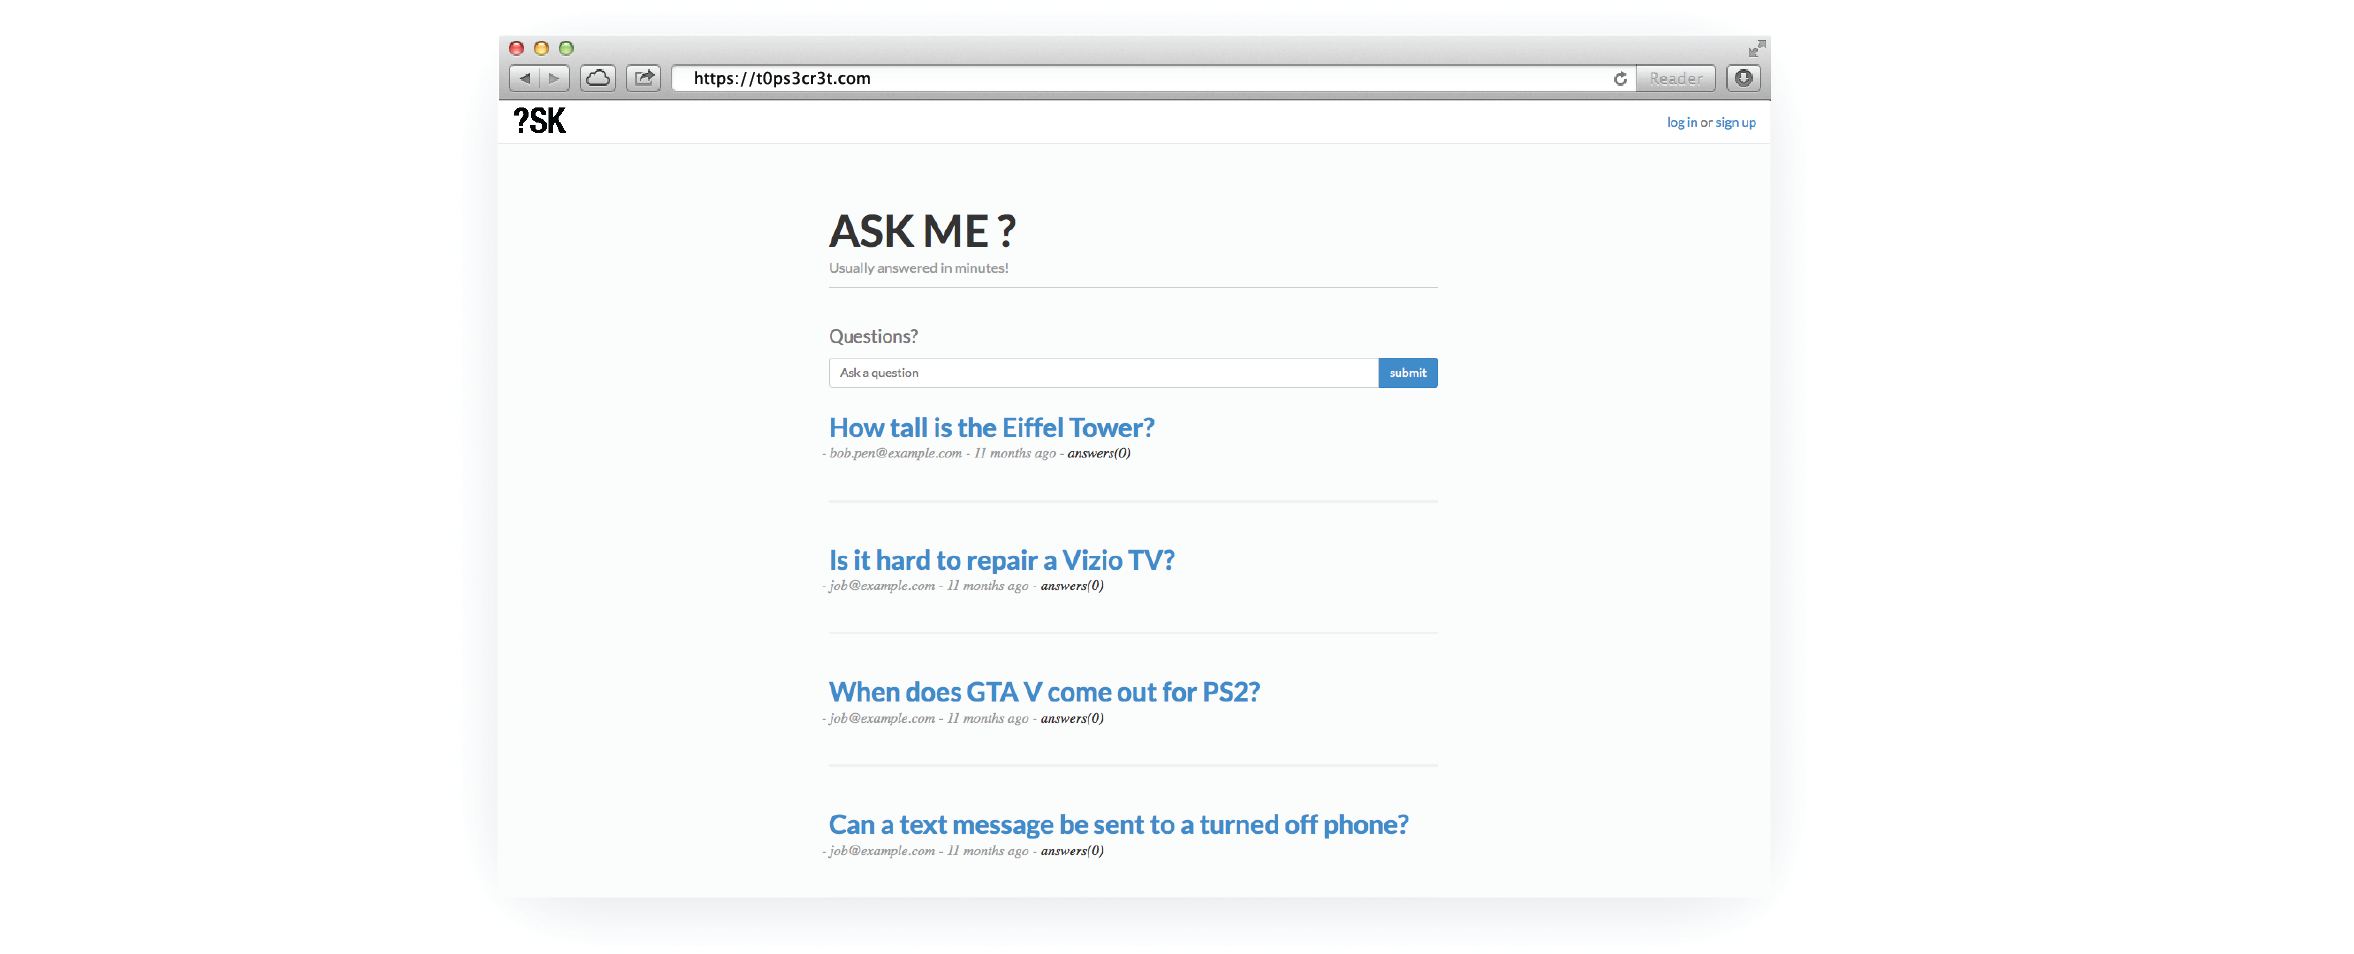 https://t0ps3cr3t.com
Reader
?SK
log in or sign up
ASK ME ?
Usually answered in minutes!
Questions?
Ask a question
submit
How tall is the Eiffel Tower?
- bob.pen@example.com - 11 months ago - answers(0)
Is it hard to repair a Vizio TV?
- job@example.com - 11 months ago - answers(0)
When does GTA V come out for PS2?
- job@example.com - 11 months ago - answers(0)
Can a text message be sent to a turned off phone?
- job@example.com - 11 months ago - answers(0)